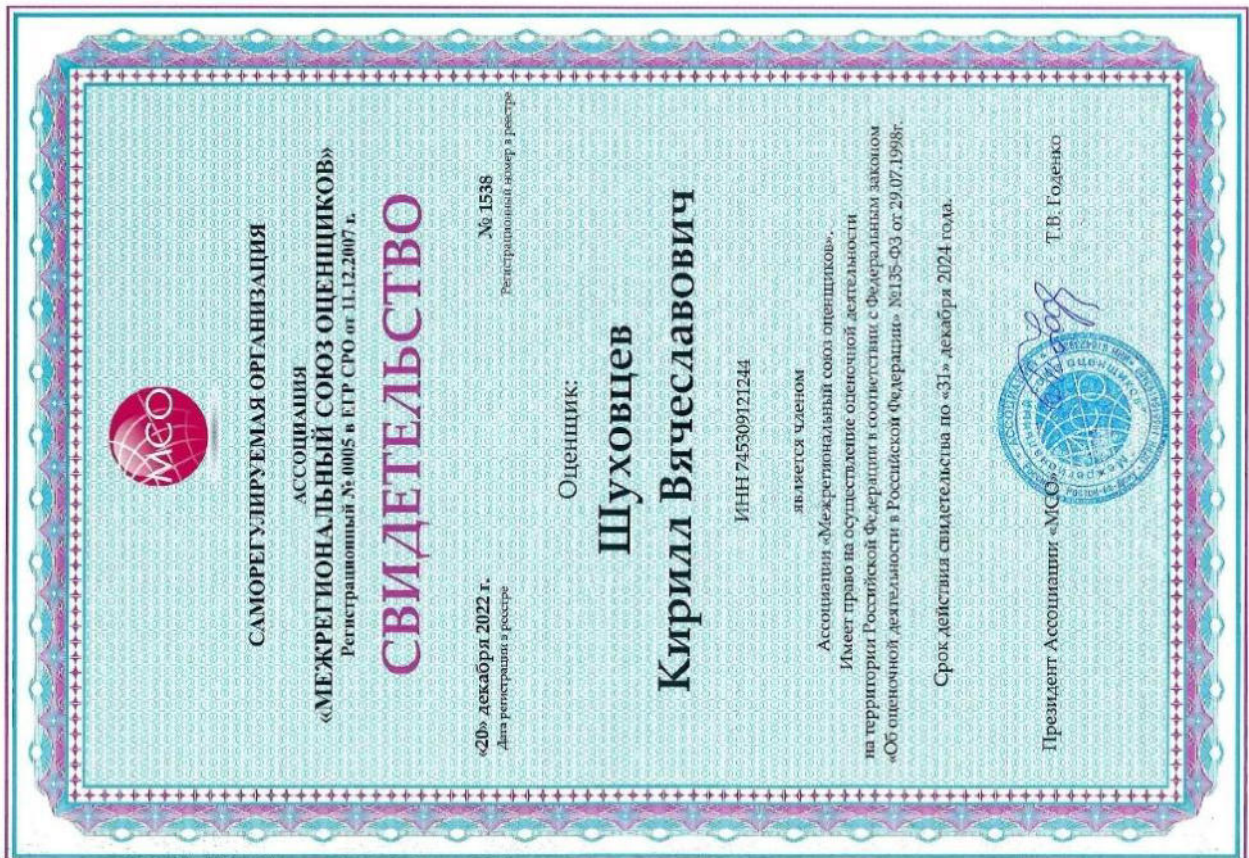 МСО
САМОРЕГУЛИРУЕМАЯ ОРГАНИЗАЦИЯ
АССОЦИАЦИЯ
«МЕЖРЕГИОНАЛЬНЫЙ СОЮЗ ОЦЕНЩИКОВ»
Регистрационный № 0005 в ЕГР СРО от 11.12.2007 г.
СВИДЕТЕЛЬСТВО
«20» декабря 2022 г. № 1538
Дата регистрации в реестре Регистрационный номер в реестре
Оценщик:
Шуховцев
Кирилл Вячеславович
ИНН 745309121244
является членом
Ассоциации «Межрегиональный союз оценщиков».
Имеет право на осуществление оценочной деятельности
на территории Российской Федерации в соответствии с Федеральным законом
«Об оценочной деятельности в Российской Федерации» №135-ФЗ от 29.07.1998г.
Срок действия свидетельства по «31» декабря 2024 года.
Президент Ассоциации «МСО» Т.В. Годенко